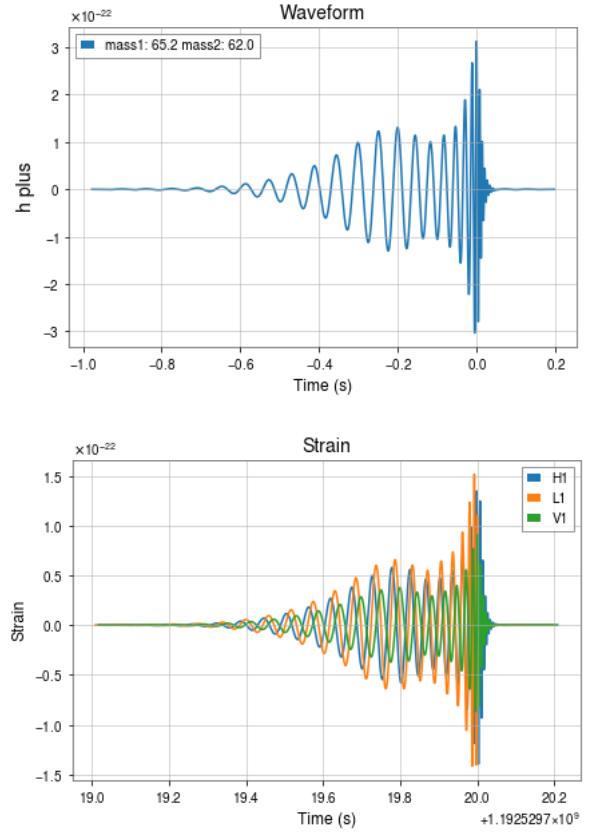 Waveform
×10⁻²²
mass1: 65.2 mass2: 62.0
3
2
1
0
−1
−2
−3
h plus
−1.0 −0.8 −0.6 −0.4 −0.2 0.0 0.2
Time (s)
Strain
×10⁻²²
H1
L1
V1
1.5
1.0
0.5
0.0
−0.5
−1.0
−1.5
Strain
19.0 19.2 19.4 19.6 19.8 20.0 20.2
Time (s)
+1.1925297×10⁹